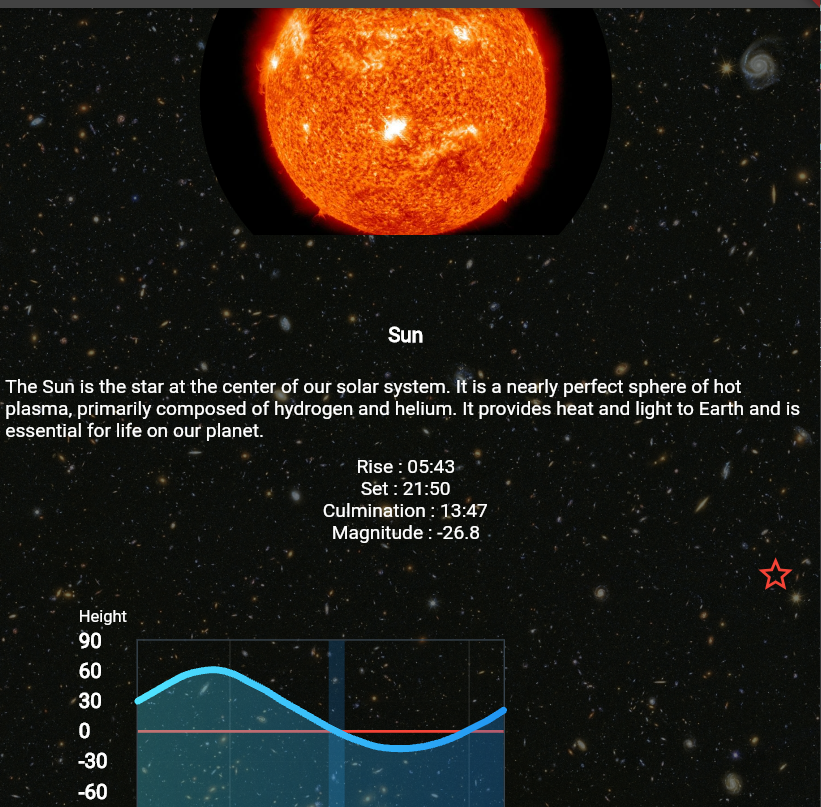 Sun
The Sun is the star at the center of our solar system. It is a nearly perfect sphere of hot
plasma, primarily composed of hydrogen and helium. It provides heat and light to Earth and is
essential for life on our planet.
Rise : 05:43
Set : 21:50
Culmination : 13:47
Magnitude : -26.8
Height
90
60
30
0
-30
-60